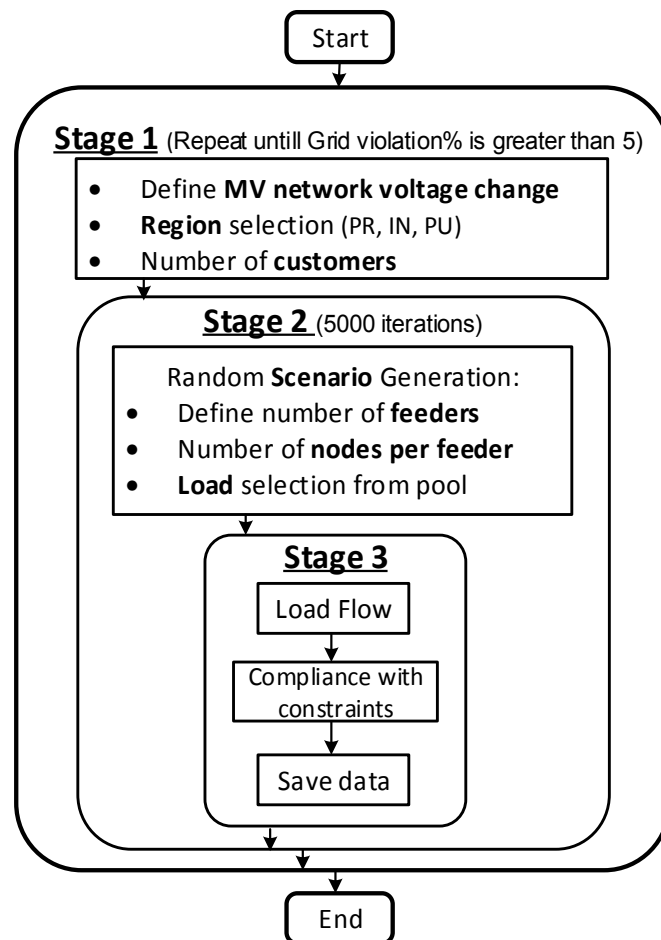 Start
Stage 1 (Repeat untill Grid violation% is greater than 5)
• Define MV network voltage change
• Region selection (PR, IN, PU)
• Number of customers
Stage 2 (5000 iterations)
Random Scenario Generation:
• Define number of feeders
• Number of nodes per feeder
• Load selection from pool
Stage 3
Load Flow
Compliance with
constraints
Save data
End